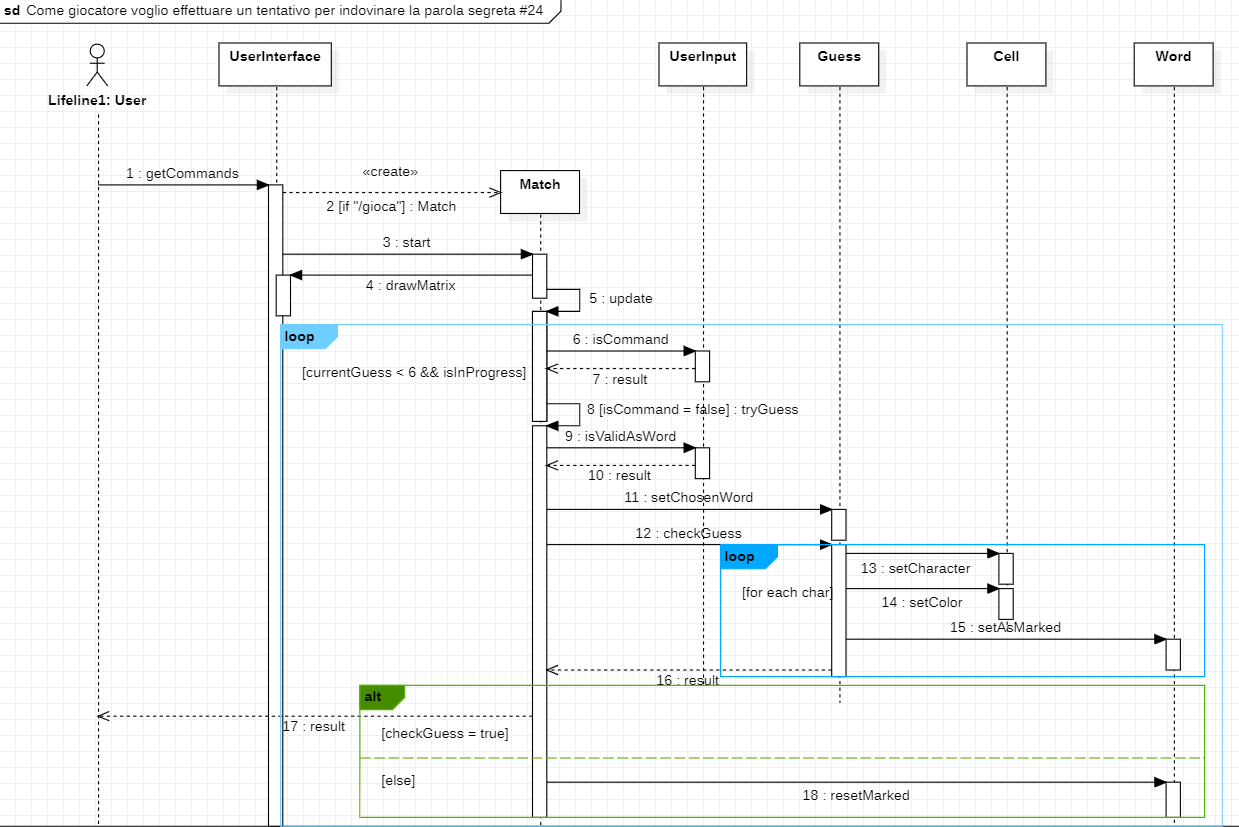 sd Come giocatore voglio effettuare un tentativo per indovinare la parola segreta #24
UserInterface
UserInput
Guess
Cell
Word
Lifeline1: User
1 : getCommands
«create»
Match
2 [if "/gioca"] : Match
3 : start
4 : drawMatrix
5 : update
loop
6 : isCommand
[currentGuess < 6 && isInProgress]
7 : result
8 [isCommand = false] : tryGuess
9 : isValidAsWord
10 : result
11 : setChosenWord
12 : checkGuess
loop
13 : setCharacter
[for each char]
14 : setColor
15 : setAsMarked
16 : result
alt
17 : result
[checkGuess = true]
[else]
18 : resetMarked